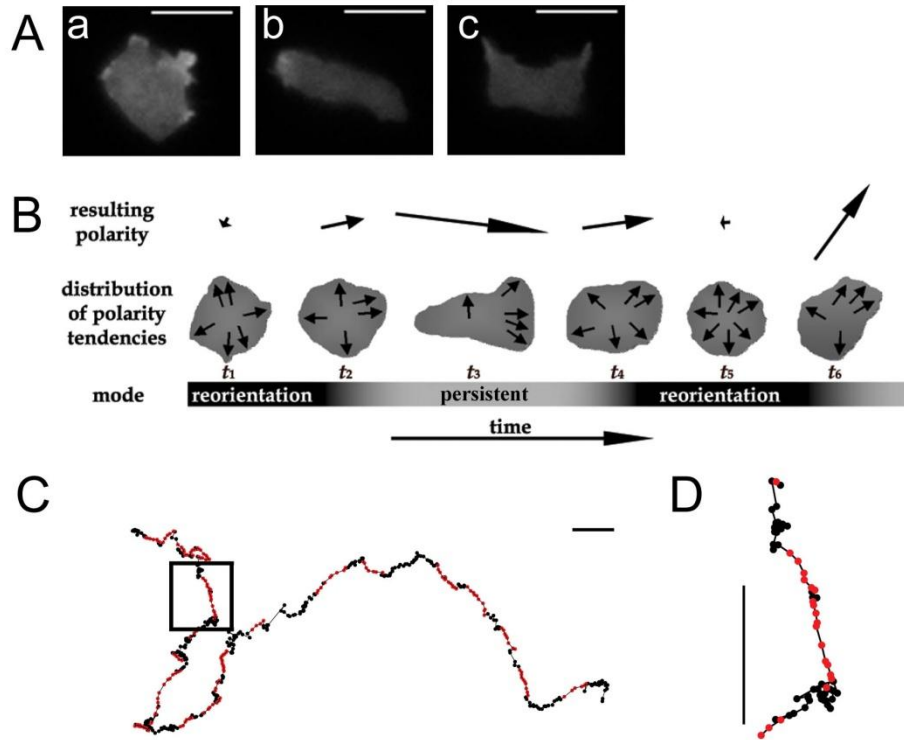 A
a
b
c
B
resulting
polarity
distribution
of polarity
tendencies
t1
t2
t3
t4
t5
t6
mode
reorientation
persistent
reorientation
time
C
D